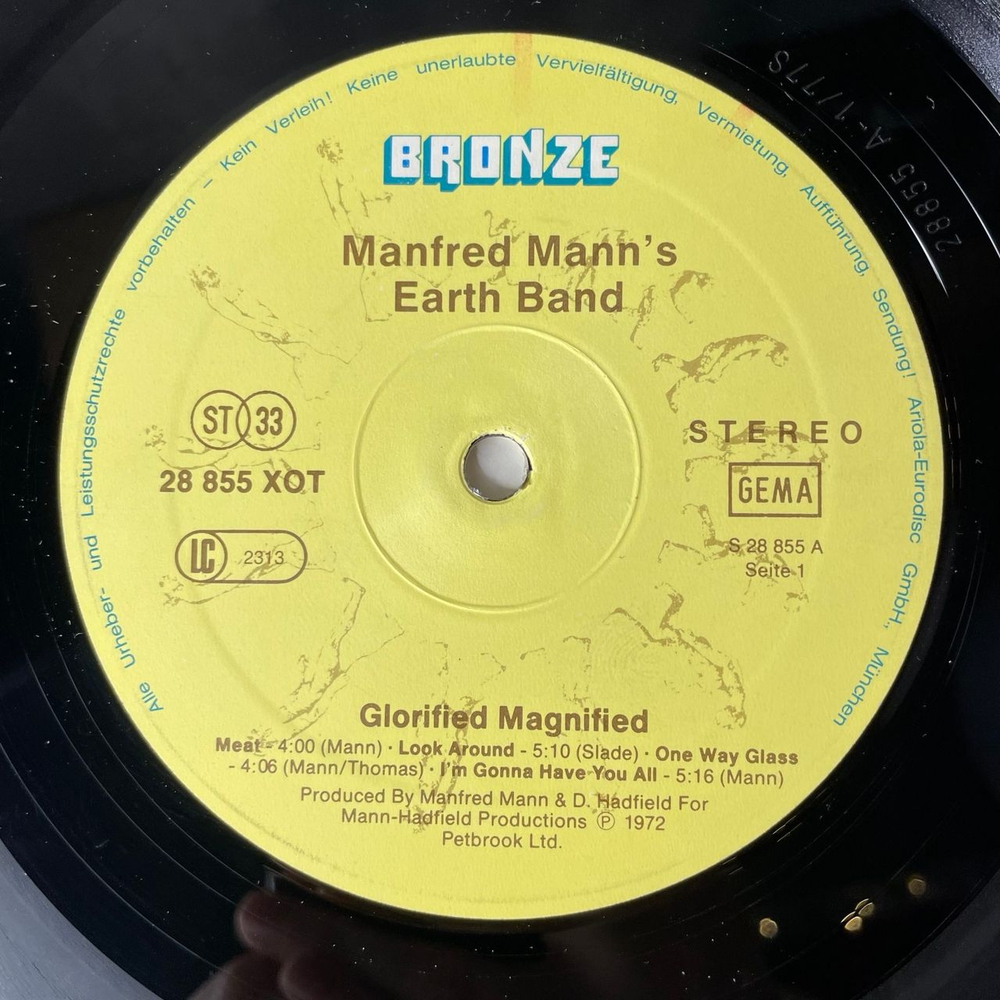 Alle Urheber- und Leistungsschutzrechte vorbehalten – Kein Verleih! Keine unerlaubte Vervielfältigung, Vermietung, Aufführung, Sendung! Ariola-Eurodisc GmbH., München
BRONZE
Manfred Mann's
Earth Band
ST 33
28 855 XOT
LC 2313
STEREO
GEMA
S 28 855 A
Seite 1
Glorified Magnified
Meat - 4:00 (Mann) · Look Around - 5:10 (Slade) · One Way Glass
- 4:06 (Mann/Thomas) · I'm Gonna Have You All - 5:16 (Mann)
Produced By Manfred Mann & D. Hadfield For
Mann-Hadfield Productions ℗ 1972
Petbrook Ltd.
28855 A-1/77S